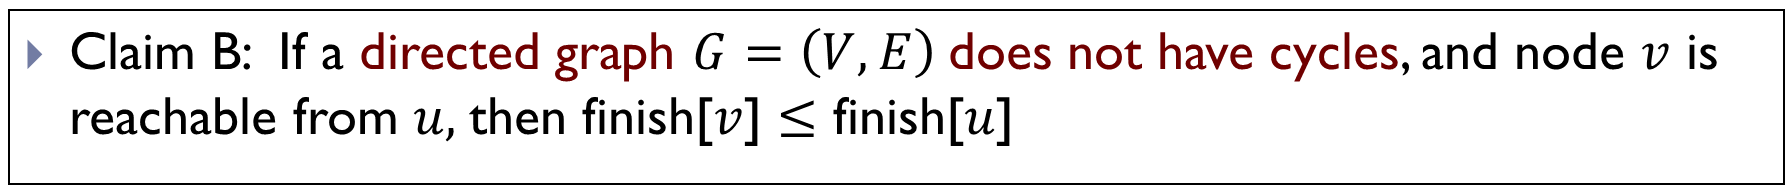 Claim B: If a directed graph G = (V, E) does not have cycles, and node v is
reachable from u, then finish[v] ≤ finish[u]